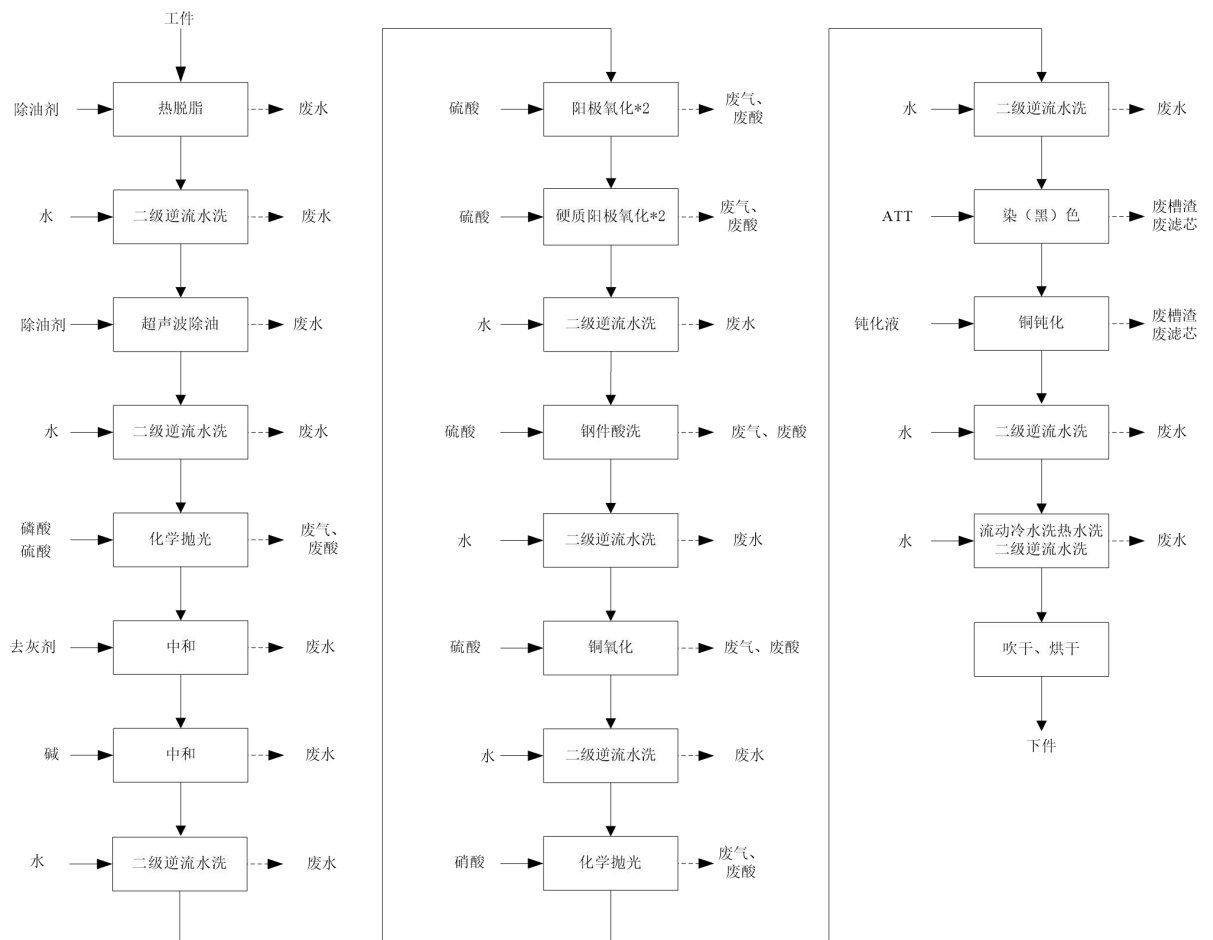 工件
除油剂
热脱脂
废水
水
二级逆流水洗
废水
除油剂
超声波除油
废水
水
二级逆流水洗
废水
磷酸
硫酸
化学抛光
废气、
废酸
去灰剂
中和
废水
碱
中和
废水
水
二级逆流水洗
废水
硫酸
阳极氧化*2
废气、
废酸
硫酸
硬质阳极氧化*2
废气、
废酸
水
二级逆流水洗
废水
硫酸
钢件酸洗
废气、废酸
水
二级逆流水洗
废水
硫酸
铜氧化
废气、废酸
水
二级逆流水洗
废水
硝酸
化学抛光
废气、
废酸
水
二级逆流水洗
废水
ATT
染（黑）色
废槽渣
废滤芯
钝化液
铜钝化
废槽渣
废滤芯
水
二级逆流水洗
废水
水
流动冷水洗热水洗
二级逆流水洗
废水
吹干、烘干
下件